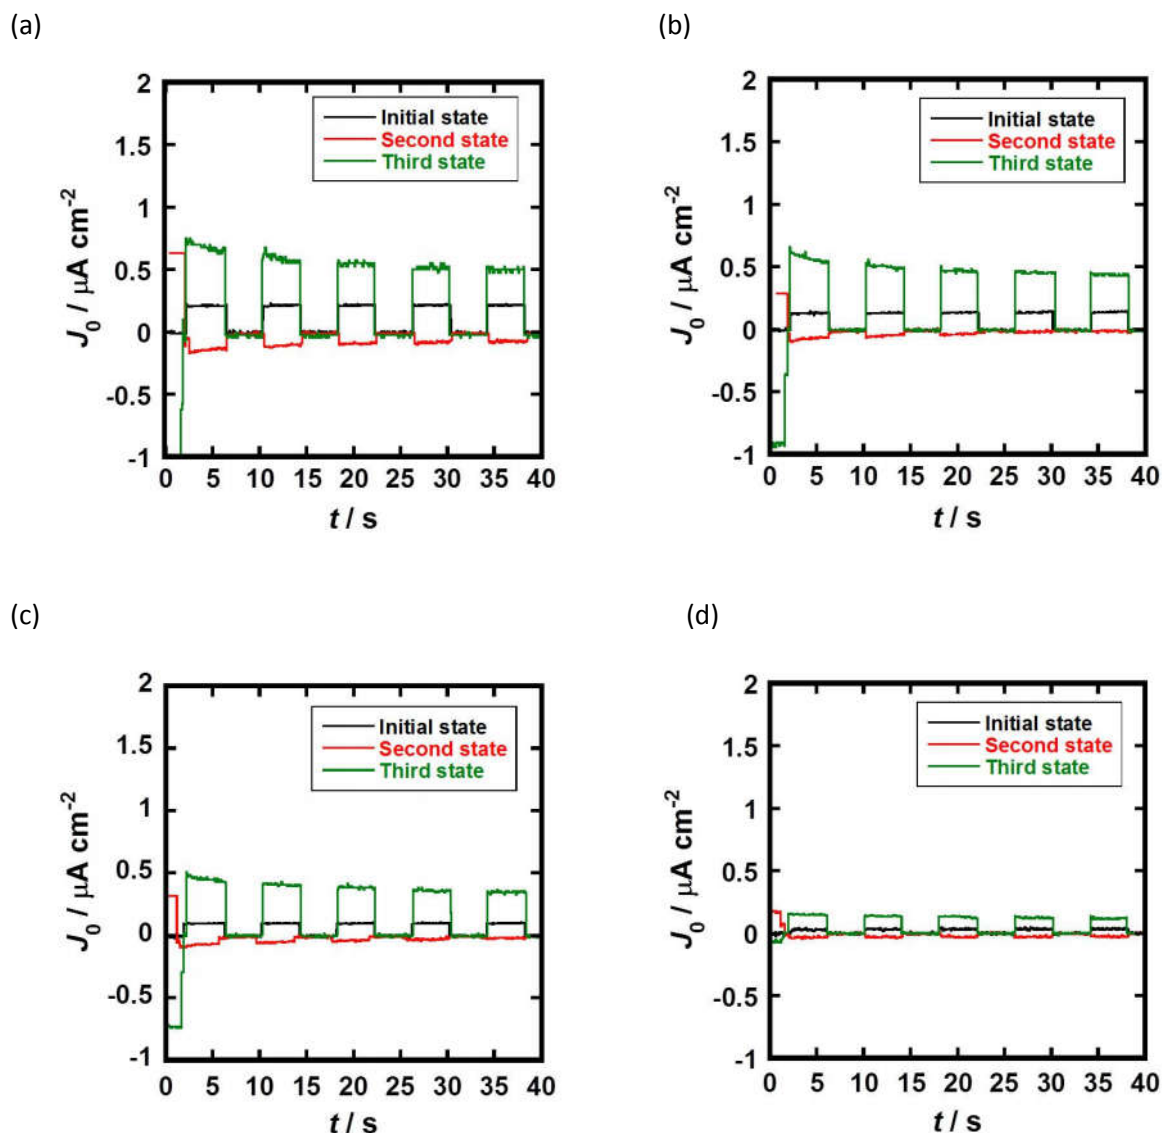 (a)
2
1.5
1
0.5
0
-0.5
-1
J0 / μA cm-2
Initial state
Second state
Third state
0 5 10 15 20 25 30 35 40
t / s
(b)
2
1.5
1
0.5
0
-0.5
-1
J0 / μA cm-2
Initial state
Second state
Third state
0 5 10 15 20 25 30 35 40
t / s
(c)
2
1.5
1
0.5
0
-0.5
-1
J0 / μA cm-2
Initial state
Second state
Third state
0 5 10 15 20 25 30 35 40
t / s
(d)
2
1.5
1
0.5
0
-0.5
-1
J0 / μA cm-2
Initial state
Second state
Third state
0 5 10 15 20 25 30 35 40
t / s